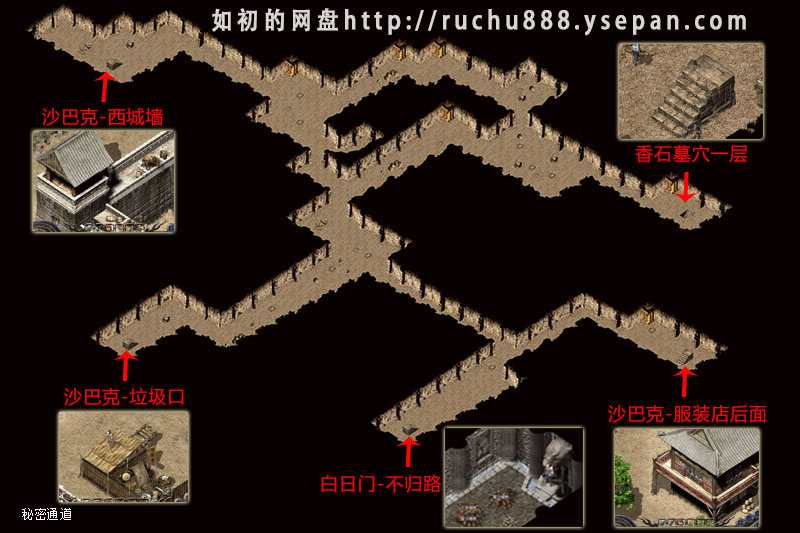 如初的网盘http://ruchu888.ysepan.com
沙巴克-西城墙
香石墓穴一层
沙巴克-垃圾口
沙巴克-服装店后面
白日门-不归路
秘密通道